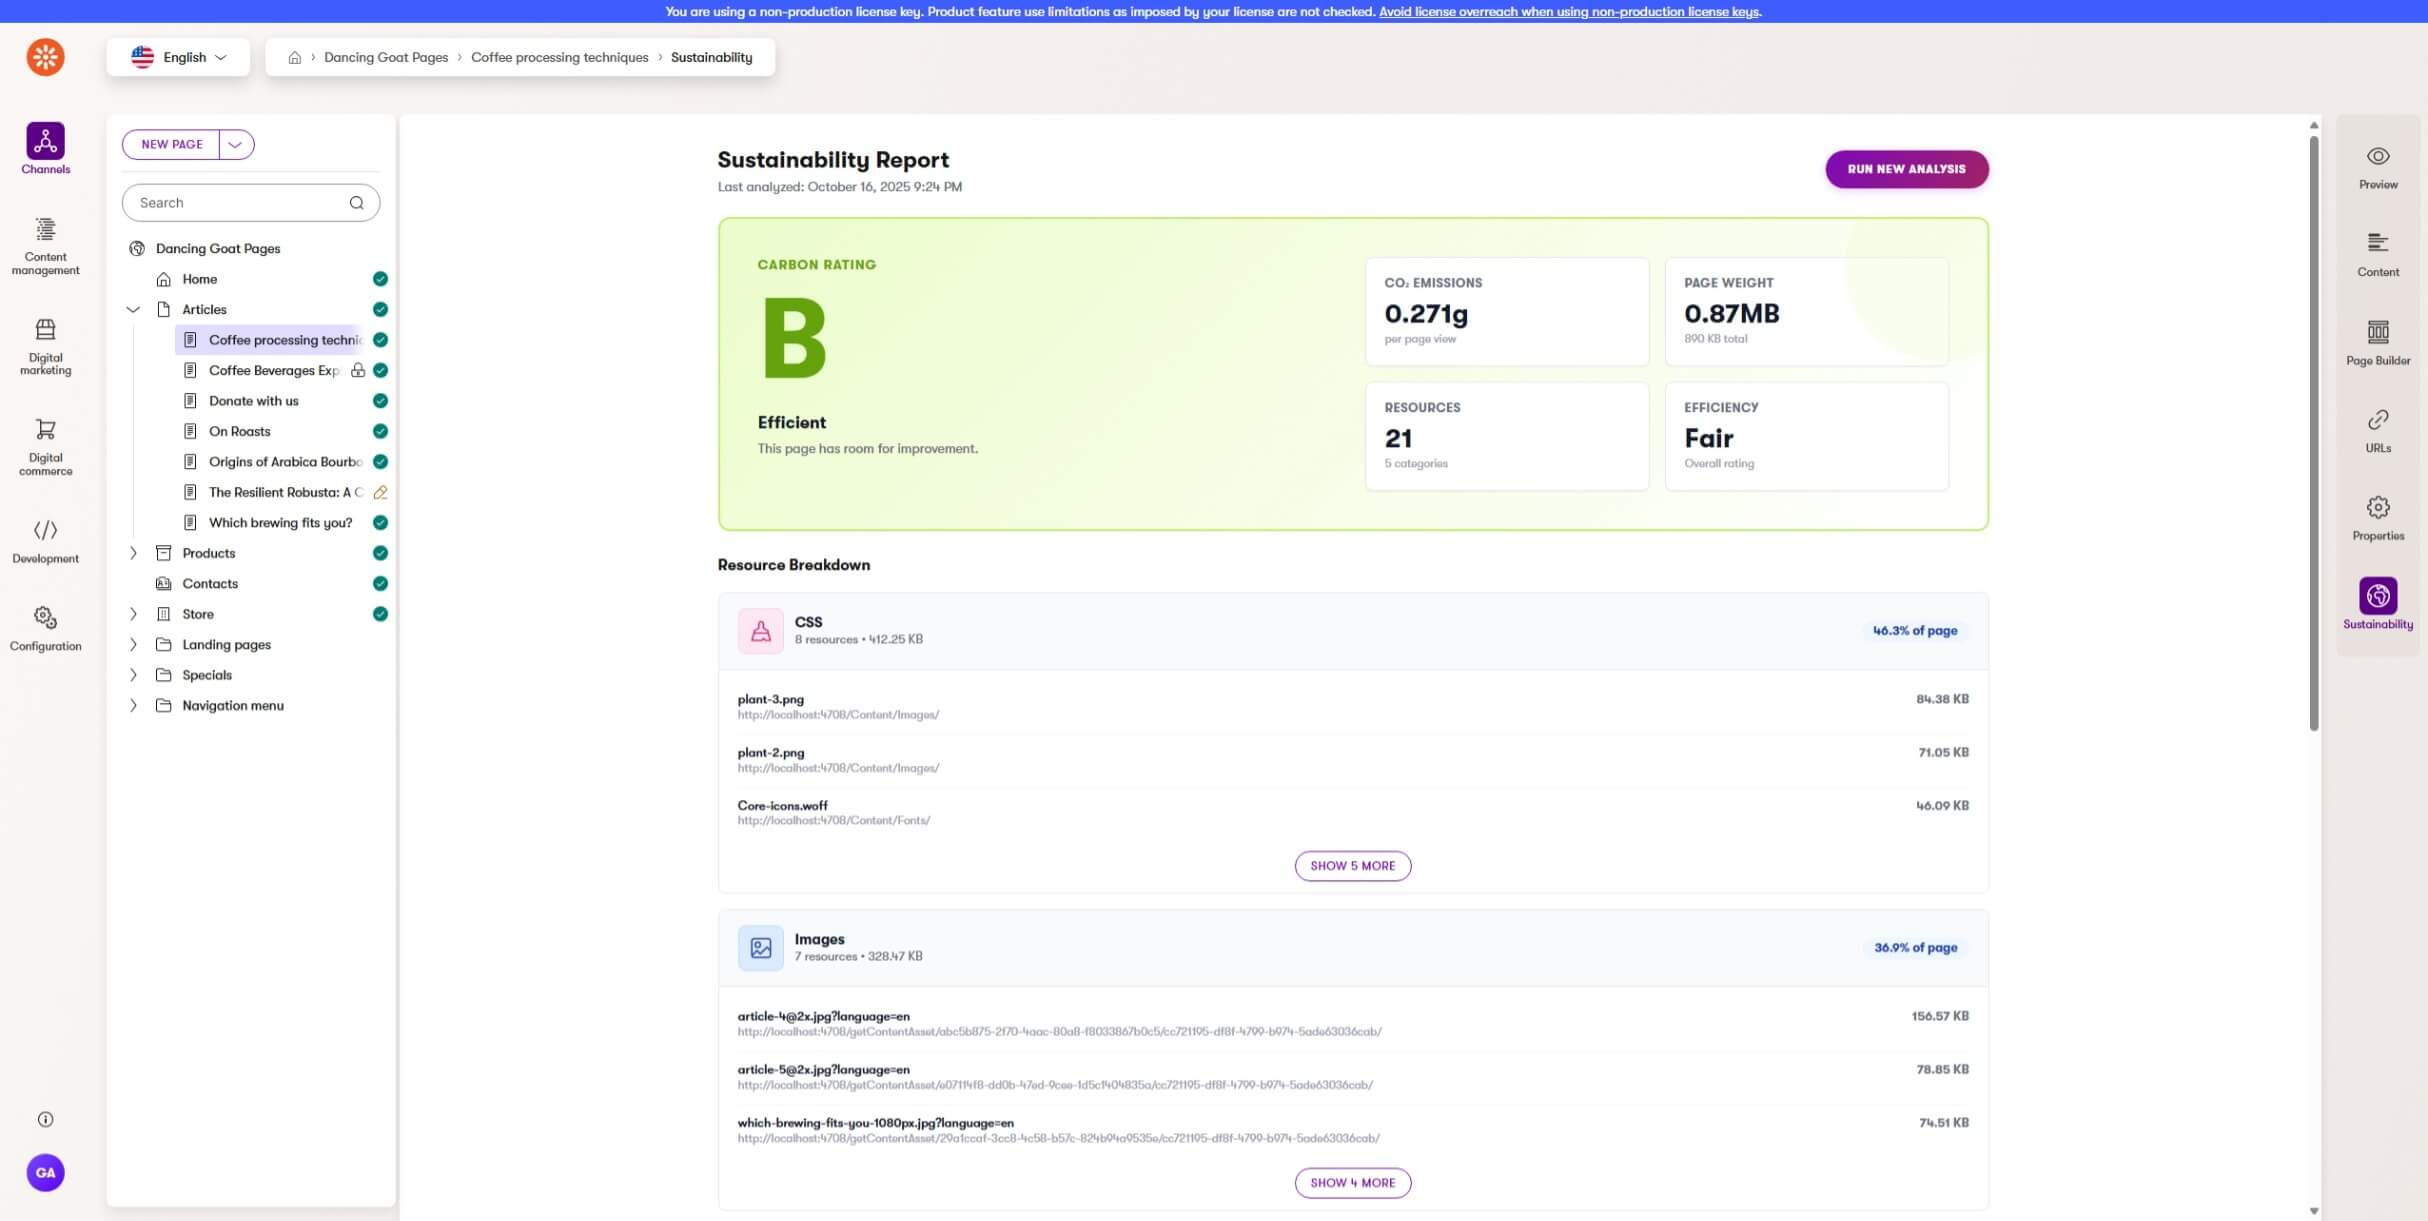 You are using a non-production license key. Product feature use limitations as imposed by your license are not checked. Avoid license overreach when using non-production license keys.
English
Dancing Goat Pages › Coffee processing techniques › Sustainability
Channels
Content management
Digital marketing
Digital commerce
Development
Configuration
GA
NEW PAGE
Search
Dancing Goat Pages
Home
Articles
Coffee processing technic
Coffee Beverages Exp
Donate with us
On Roasts
Origins of Arabica Bourbo
The Resilient Robusta: A C
Which brewing fits you?
Products
Contacts
Store
Landing pages
Specials
Navigation menu
Sustainability Report
Last analyzed: October 16, 2025 9:24 PM
RUN NEW ANALYSIS
CARBON RATING
B
Efficient
This page has room for improvement.
CO₂ EMISSIONS
0.271g
per page view
PAGE WEIGHT
0.87MB
890 KB total
RESOURCES
21
5 categories
EFFICIENCY
Fair
Overall rating
Resource Breakdown
CSS
8 resources • 412.25 KB
46.3% of page
plant-3.png
http://localhost:4708/Content/Images/
84.38 KB
plant-2.png
http://localhost:4708/Content/Images/
71.05 KB
Core-icons.woff
http://localhost:4708/Content/Fonts/
46.09 KB
SHOW 5 MORE
Images
7 resources • 328.47 KB
36.9% of page
article-4@2x.jpg?language=en
http://localhost:4708/getContentAsset/abc5b875-2f70-4aac-80a8-f8033867b0c5/cc721195-df8f-4799-b974-5ade63036cab/
156.57 KB
article-5@2x.jpg?language=en
http://localhost:4708/getContentAsset/e07114f8-dd0b-47ed-9cee-1d5c1404835a/cc721195-df8f-4799-b974-5ade63036cab/
78.85 KB
which-brewing-fits-you-1080px.jpg?language=en
http://localhost:4708/getContentAsset/29a1ccaf-3cc8-4c58-b57c-824b94a9535e/cc721195-df8f-4799-b974-5ade63036cab/
74.51 KB
SHOW 4 MORE
Preview
Content
Page Builder
URLs
Properties
Sustainability